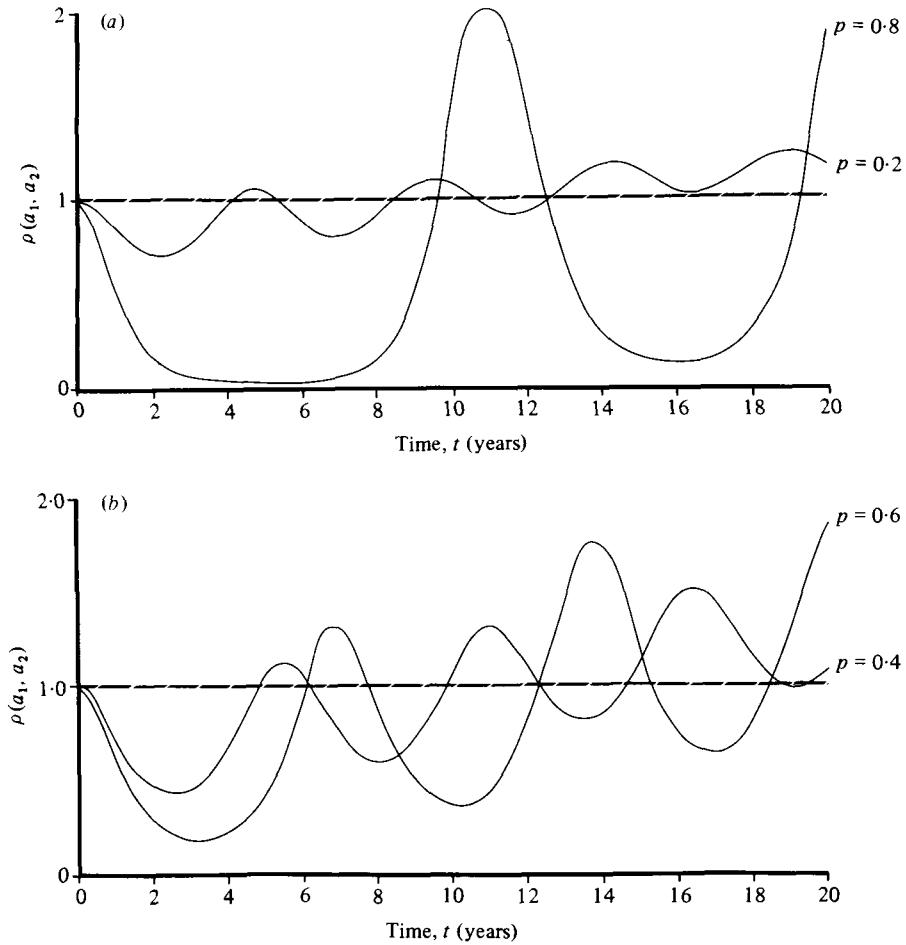 (a)
2
1
0
ρ (a₁, a₂)
p = 0·8
p = 0·2
0 2 4 6 8 10 12 14 16 18 20
Time, t (years)
(b)
2·0
1·0
0
ρ (a₁, a₂)
p = 0·6
p = 0·4
0 2 4 6 8 10 12 14 16 18 20
Time, t (years)